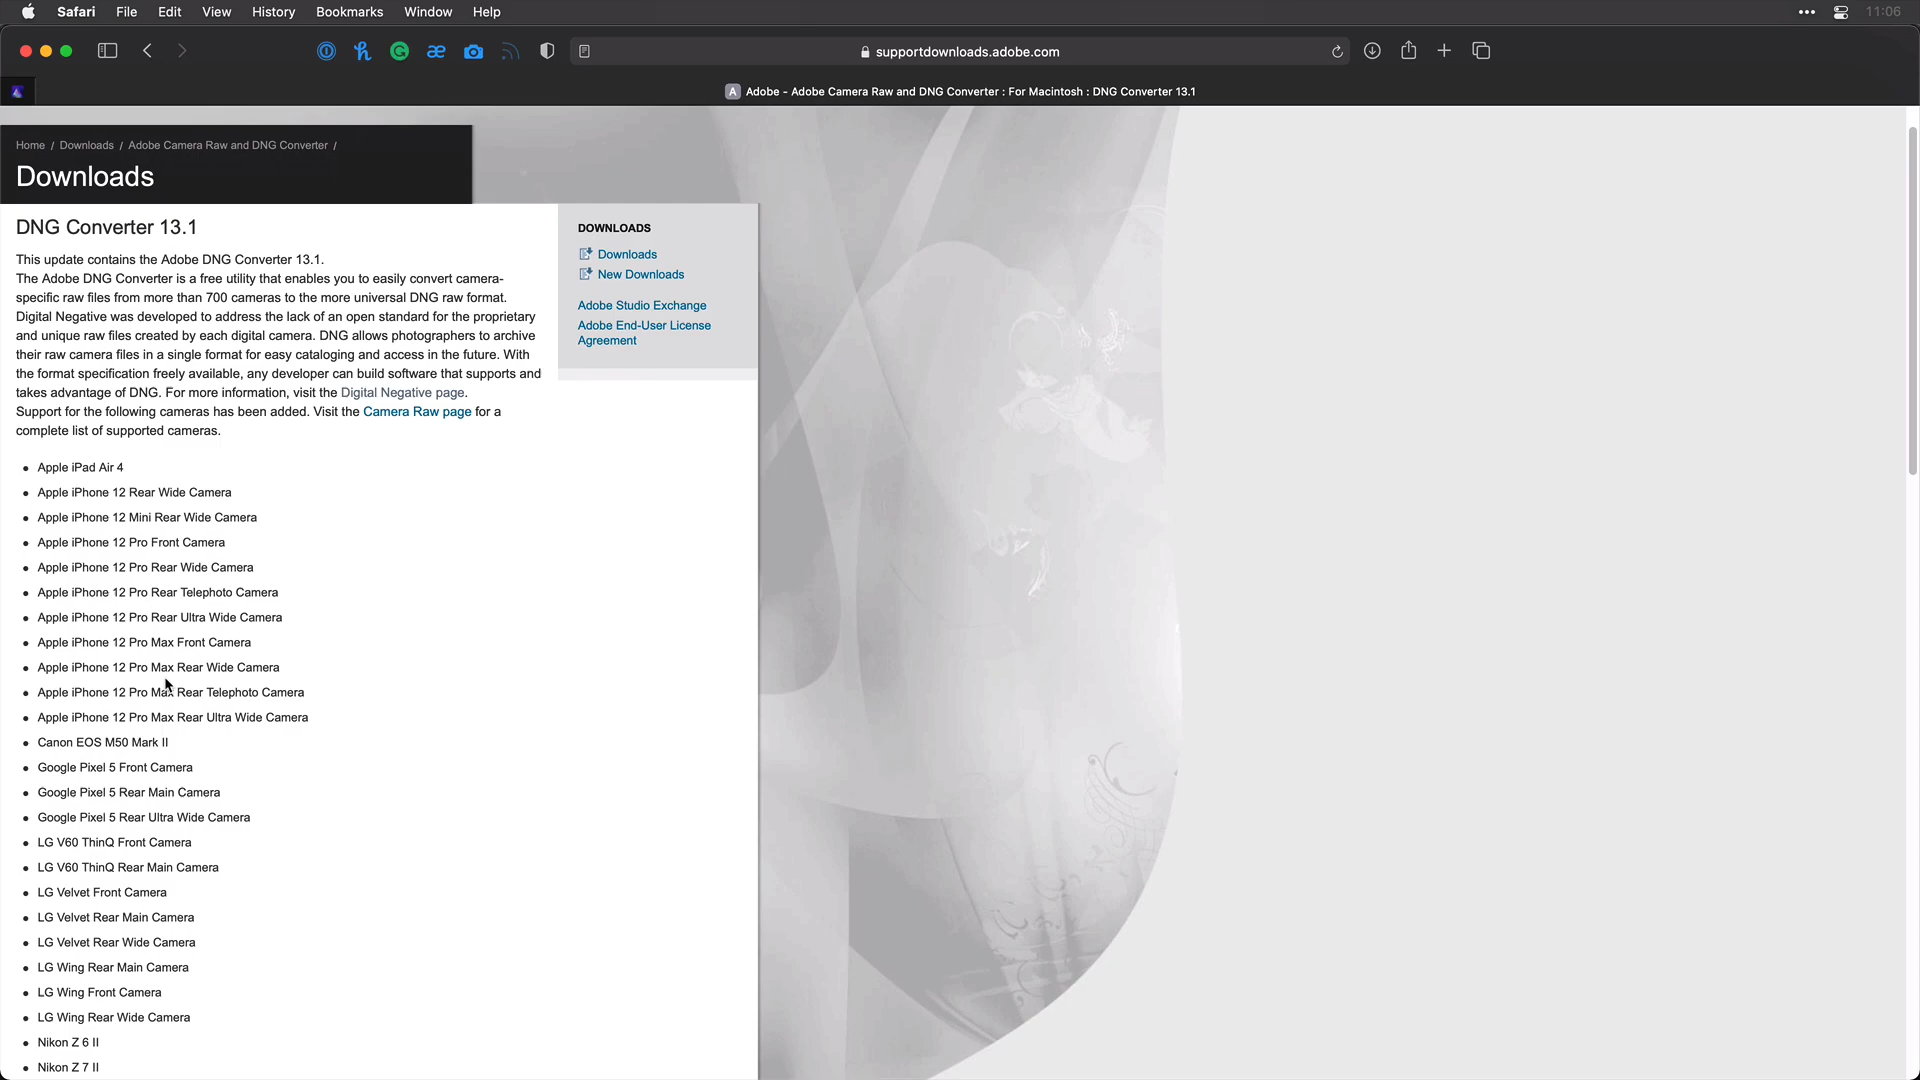 Safari File Edit View History Bookmarks Window Help 11:06
supportdownloads.adobe.com
A Adobe - Adobe Camera Raw and DNG Converter : For Macintosh : DNG Converter 13.1
Home / Downloads / Adobe Camera Raw and DNG Converter /
Downloads
DNG Converter 13.1
This update contains the Adobe DNG Converter 13.1.
The Adobe DNG Converter is a free utility that enables you to easily convert camera-
specific raw files from more than 700 cameras to the more universal DNG raw format.
Digital Negative was developed to address the lack of an open standard for the proprietary
and unique raw files created by each digital camera. DNG allows photographers to archive
their raw camera files in a single format for easy cataloging and access in the future. With
the format specification freely available, any developer can build software that supports and
takes advantage of DNG. For more information, visit the Digital Negative page.
Support for the following cameras has been added. Visit the Camera Raw page for a
complete list of supported cameras.
• Apple iPad Air 4
• Apple iPhone 12 Rear Wide Camera
• Apple iPhone 12 Mini Rear Wide Camera
• Apple iPhone 12 Pro Front Camera
• Apple iPhone 12 Pro Rear Wide Camera
• Apple iPhone 12 Pro Rear Telephoto Camera
• Apple iPhone 12 Pro Rear Ultra Wide Camera
• Apple iPhone 12 Pro Max Front Camera
• Apple iPhone 12 Pro Max Rear Wide Camera
• Apple iPhone 12 Pro Max Rear Telephoto Camera
• Apple iPhone 12 Pro Max Rear Ultra Wide Camera
• Canon EOS M50 Mark II
• Google Pixel 5 Front Camera
• Google Pixel 5 Rear Main Camera
• Google Pixel 5 Rear Ultra Wide Camera
• LG V60 ThinQ Front Camera
• LG V60 ThinQ Rear Main Camera
• LG Velvet Front Camera
• LG Velvet Rear Main Camera
• LG Velvet Rear Wide Camera
• LG Wing Rear Main Camera
• LG Wing Front Camera
• LG Wing Rear Wide Camera
• Nikon Z 6 II
• Nikon Z 7 II
DOWNLOADS
Downloads
New Downloads
Adobe Studio Exchange
Adobe End-User License
Agreement